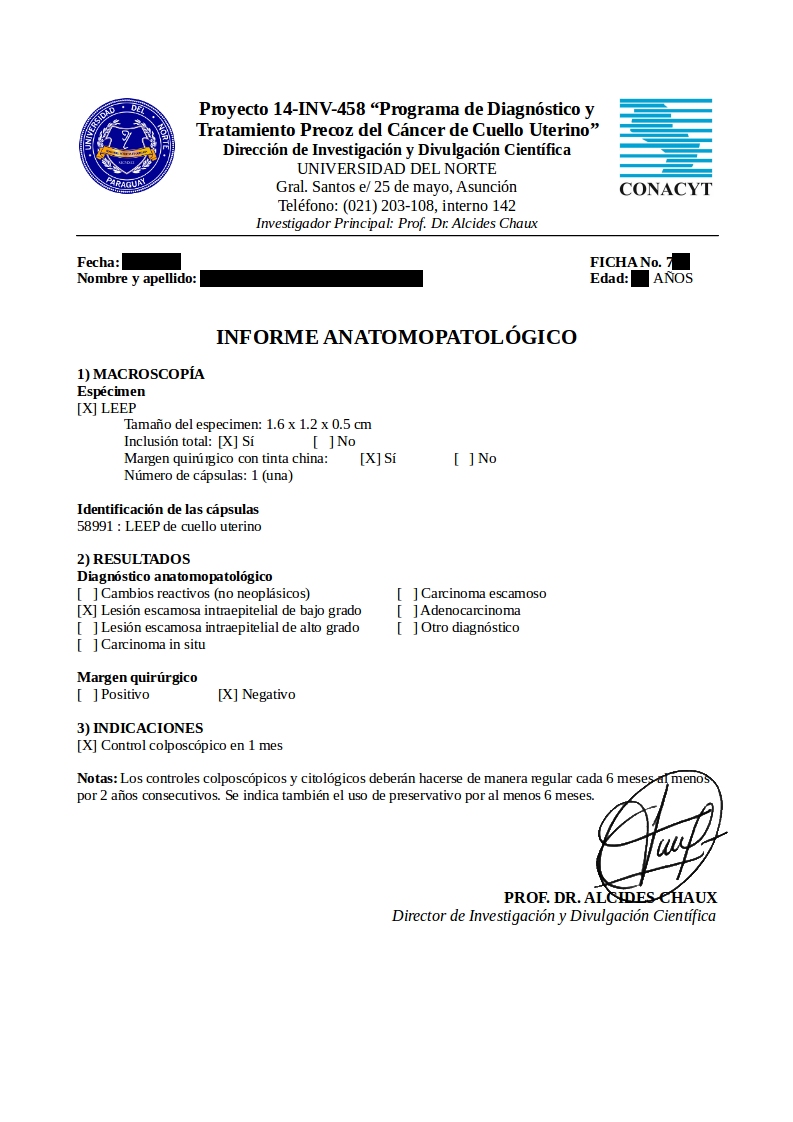 Proyecto 14-INV-458 “Programa de Diagnóstico y
Tratamiento Precoz del Cáncer de Cuello Uterino”
Dirección de Investigación y Divulgación Científica
UNIVERSIDAD DEL NORTE
Gral. Santos e/ 25 de mayo, Asunción
Teléfono: (021) 203-108, interno 142
Investigador Principal: Prof. Dr. Alcides Chaux
UNIVERSIDAD DEL NORTE
PARAGUAY
CONACYT
Fecha:
FICHA No. 7
Nombre y apellido:
Edad: AÑOS
INFORME ANATOMOPATOLÓGICO
1) MACROSCOPÍA
Espécimen
[X] LEEP
Tamaño del especimen: 1.6 x 1.2 x 0.5 cm
Inclusión total: [X] Sí [ ] No
Margen quirúrgico con tinta china: [X] Sí [ ] No
Número de cápsulas: 1 (una)
Identificación de las cápsulas
58991 : LEEP de cuello uterino
2) RESULTADOS
Diagnóstico anatomopatológico
[ ] Cambios reactivos (no neoplásicos) [ ] Carcinoma escamoso
[X] Lesión escamosa intraepitelial de bajo grado [ ] Adenocarcinoma
[ ] Lesión escamosa intraepitelial de alto grado [ ] Otro diagnóstico
[ ] Carcinoma in situ
Margen quirúrgico
[ ] Positivo [X] Negativo
3) INDICACIONES
[X] Control colposcópico en 1 mes
Notas: Los controles colposcópicos y citológicos deberán hacerse de manera regular cada 6 meses al menos
por 2 años consecutivos. Se indica también el uso de preservativo por al menos 6 meses.
PROF. DR. ALCIDES CHAUX
Director de Investigación y Divulgación Científica